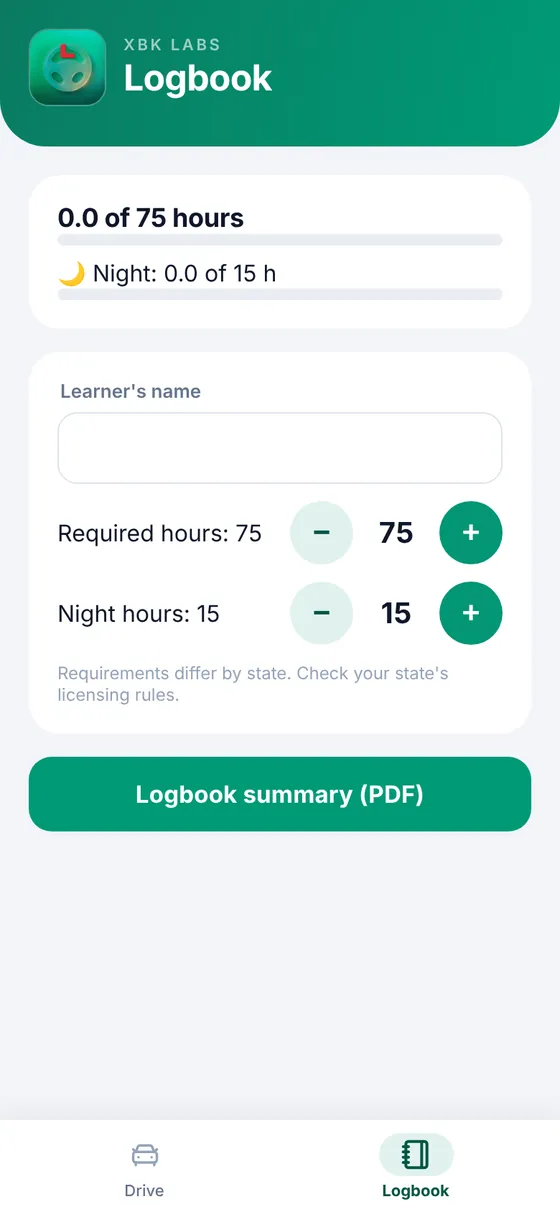 XBK LABS
Logbook
0.0 of 75 hours
🌙 Night: 0.0 of 15 h
Learner's name
Required hours: 75 − 75 +
Night hours: 15 − 15 +
Requirements differ by state. Check your state's
licensing rules.
Logbook summary (PDF)
Drive Logbook